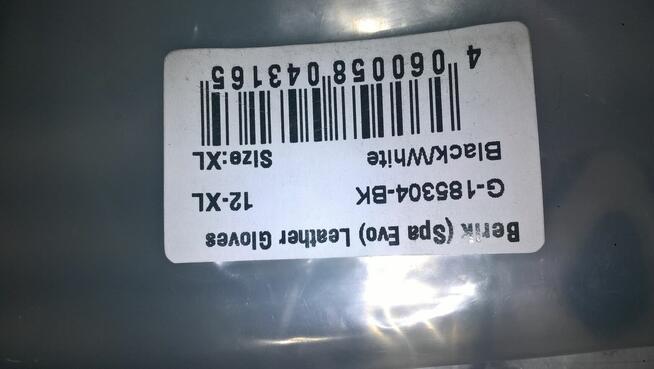 Berik (Spa Evo) Leather Gloves
G-185304-BK 12-XL
Black/White Size:XL
4 060058 043165